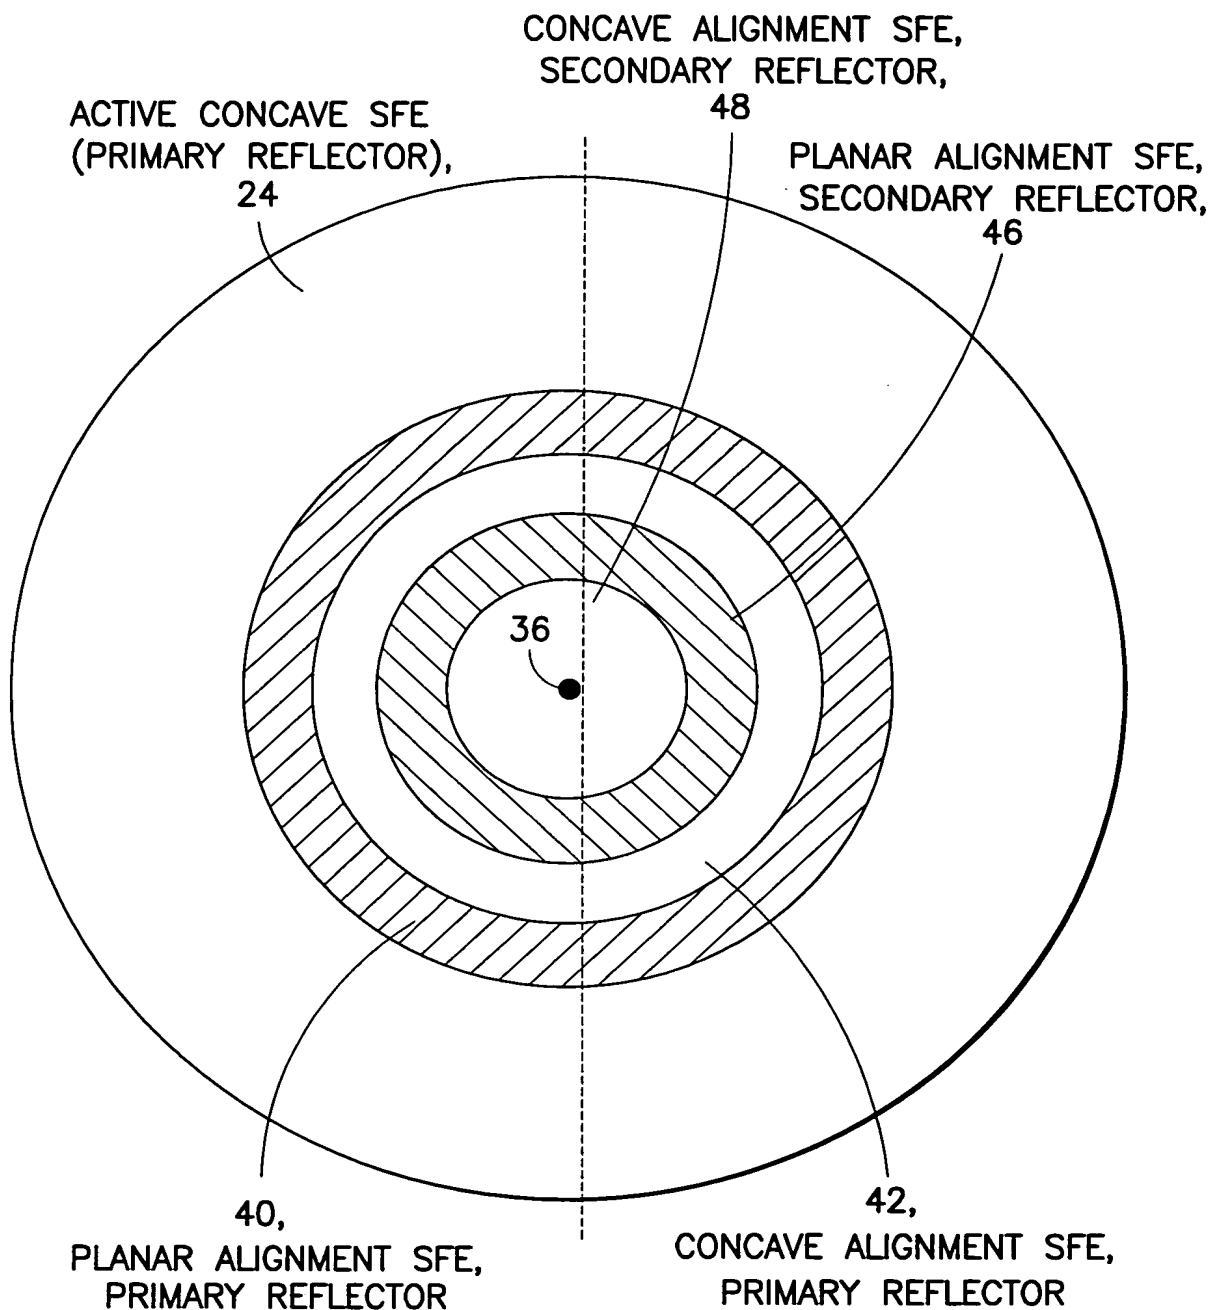 CONCAVE ALIGNMENT SFE,
SECONDARY REFLECTOR,
48
ACTIVE CONCAVE SFE
(PRIMARY REFLECTOR),
24
PLANAR ALIGNMENT SFE,
SECONDARY REFLECTOR,
46
36
40,
PLANAR ALIGNMENT SFE,
PRIMARY REFLECTOR
42,
CONCAVE ALIGNMENT SFE,
PRIMARY REFLECTOR